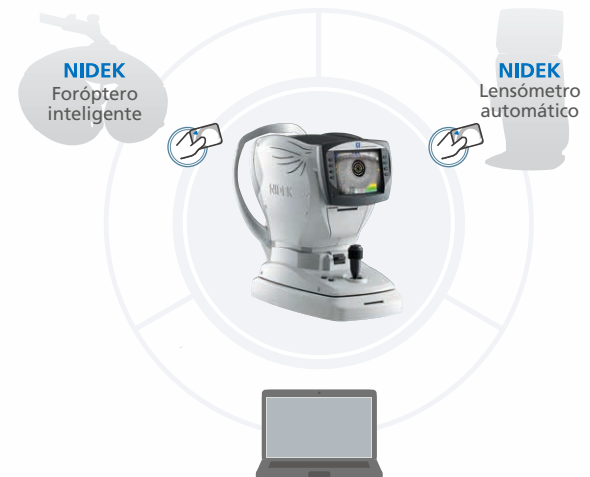 NIDEK
Foróptero
inteligente
NIDEK
Lensómetro
automático
NIDEK